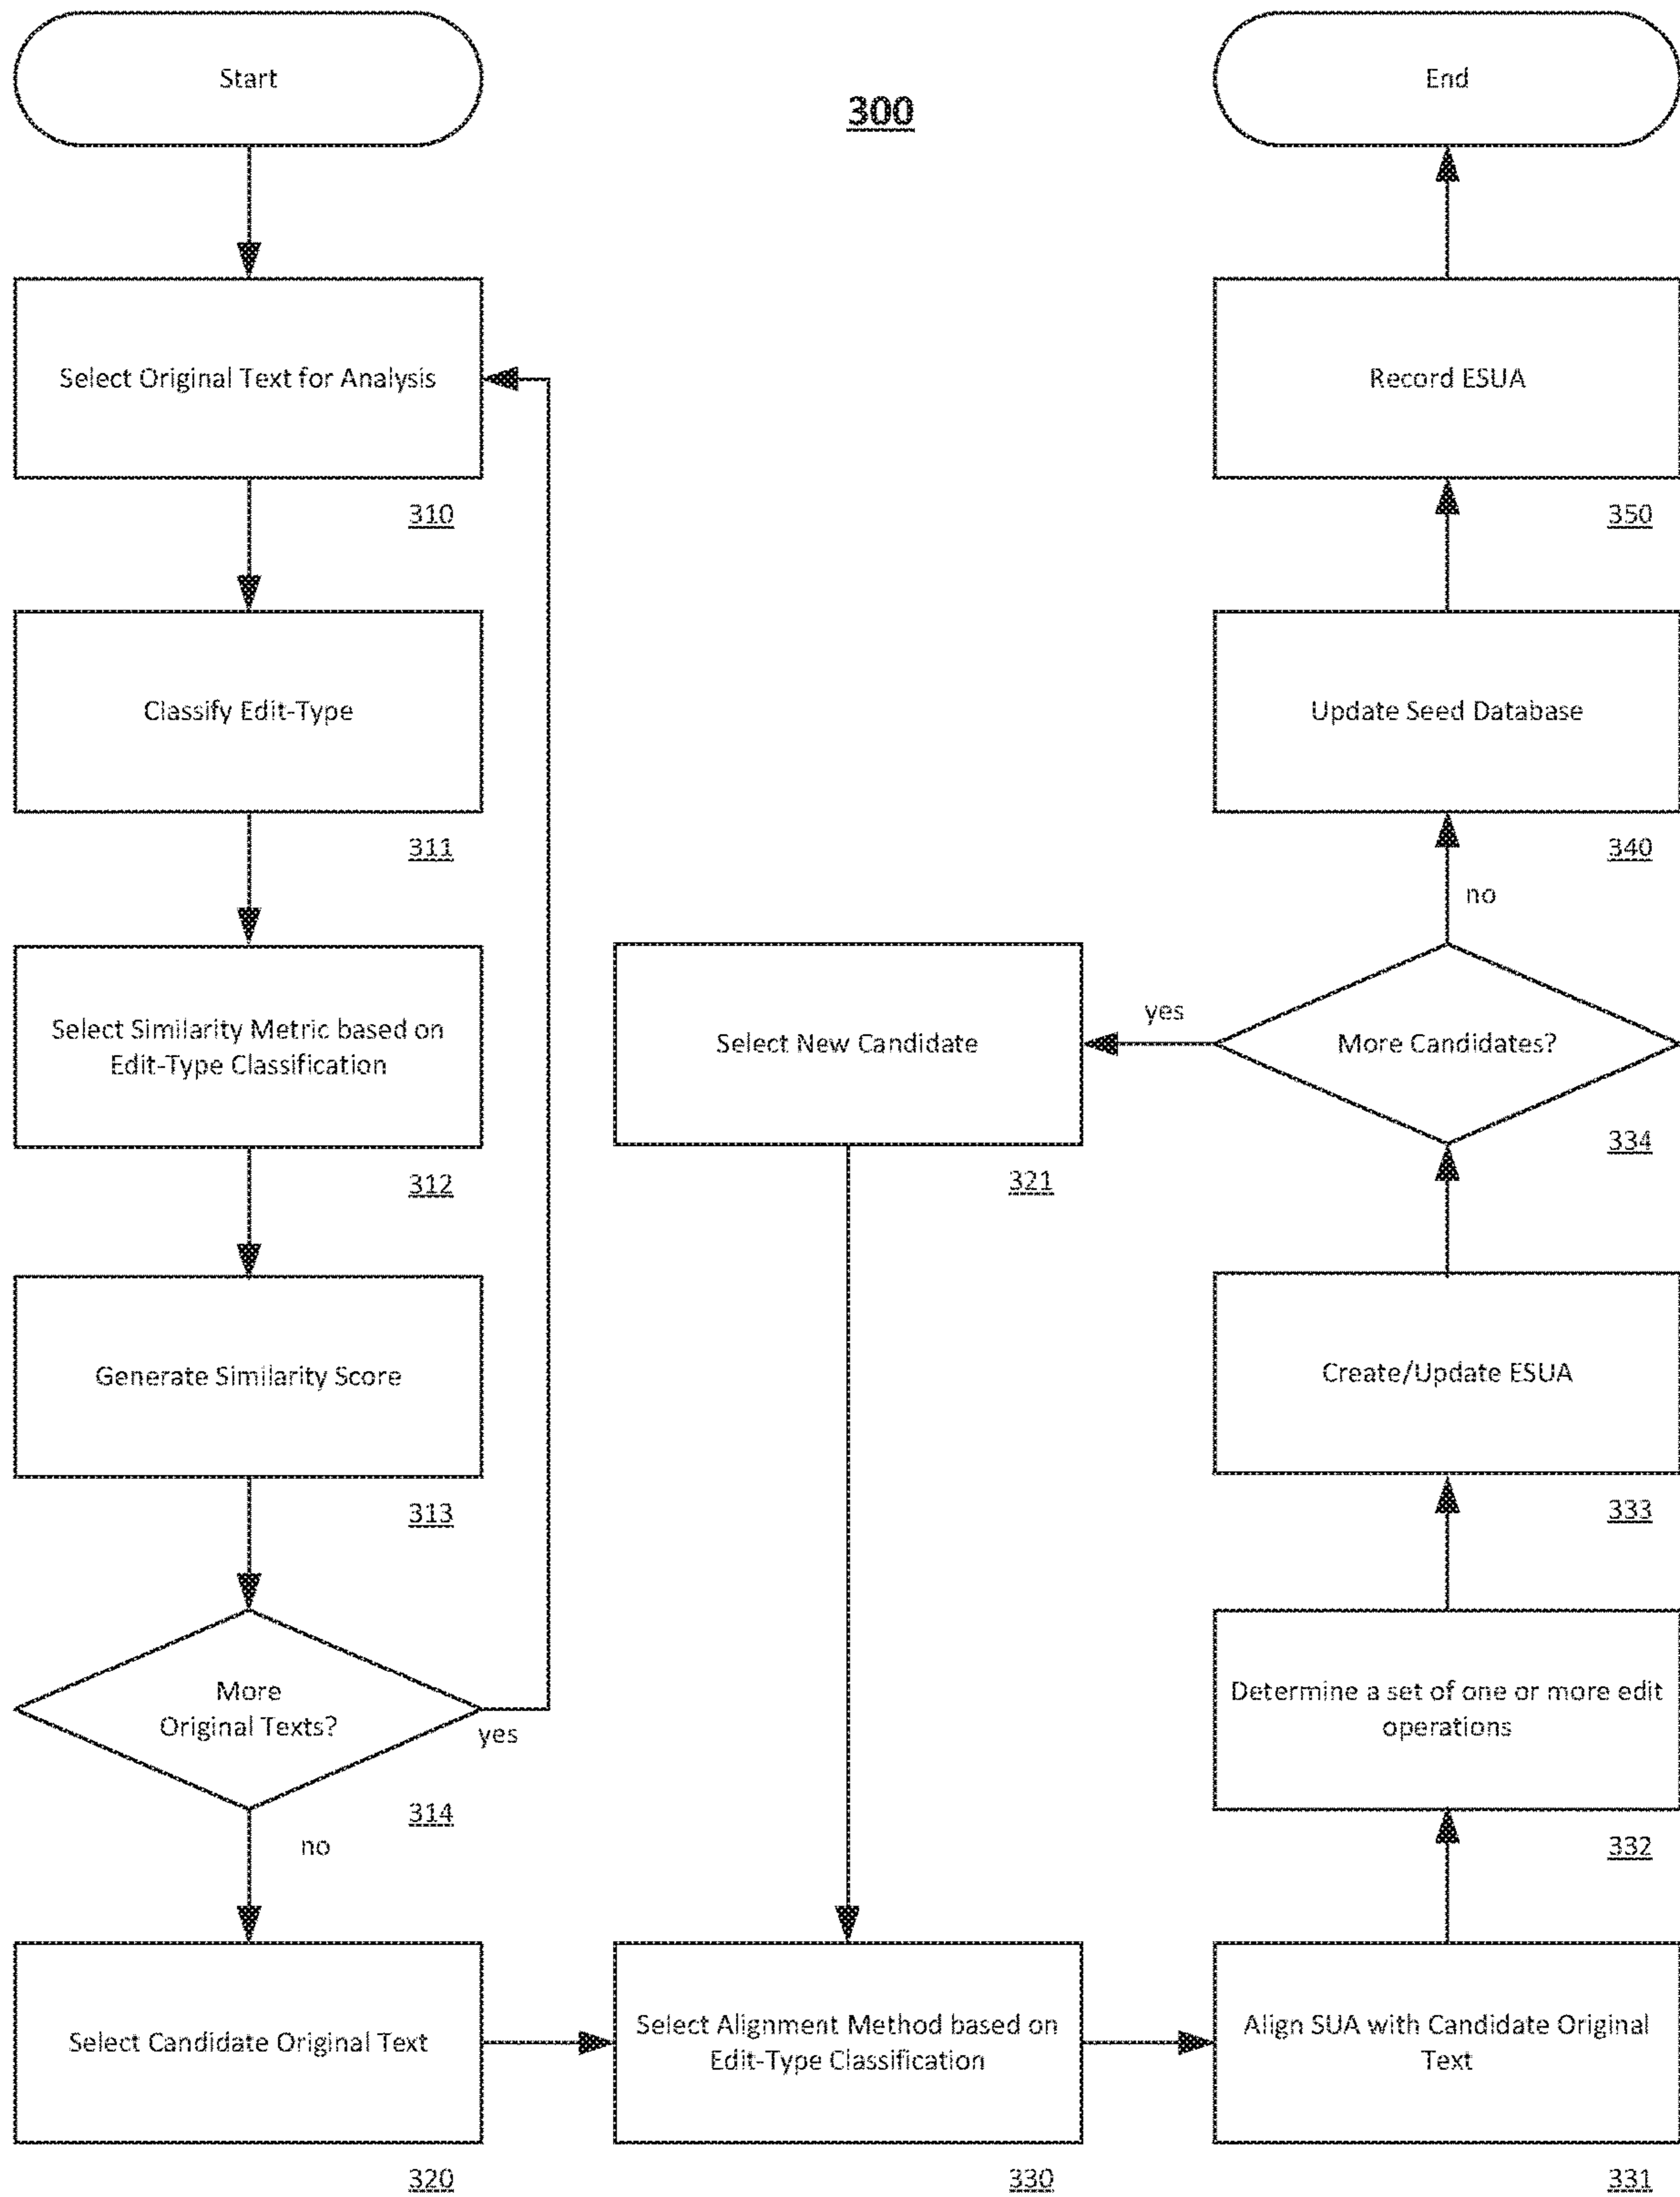 300
Start
Select Original Text for Analysis
310
Classify Edit-Type
311
Select Similarity Metric based on
Edit-Type Classification
312
Generate Similarity Score
313
More
Original Texts?
yes
314
no
Select Candidate Original Text
320
Select New Candidate
321
Select Alignment Method based on
Edit-Type Classification
330
Align SUA with Candidate Original
Text
331
Determine a set of one or more edit
operations
332
Create/Update ESUA
333
More Candidates?
yes
334
no
Update Seed Database
340
Record ESUA
350
End